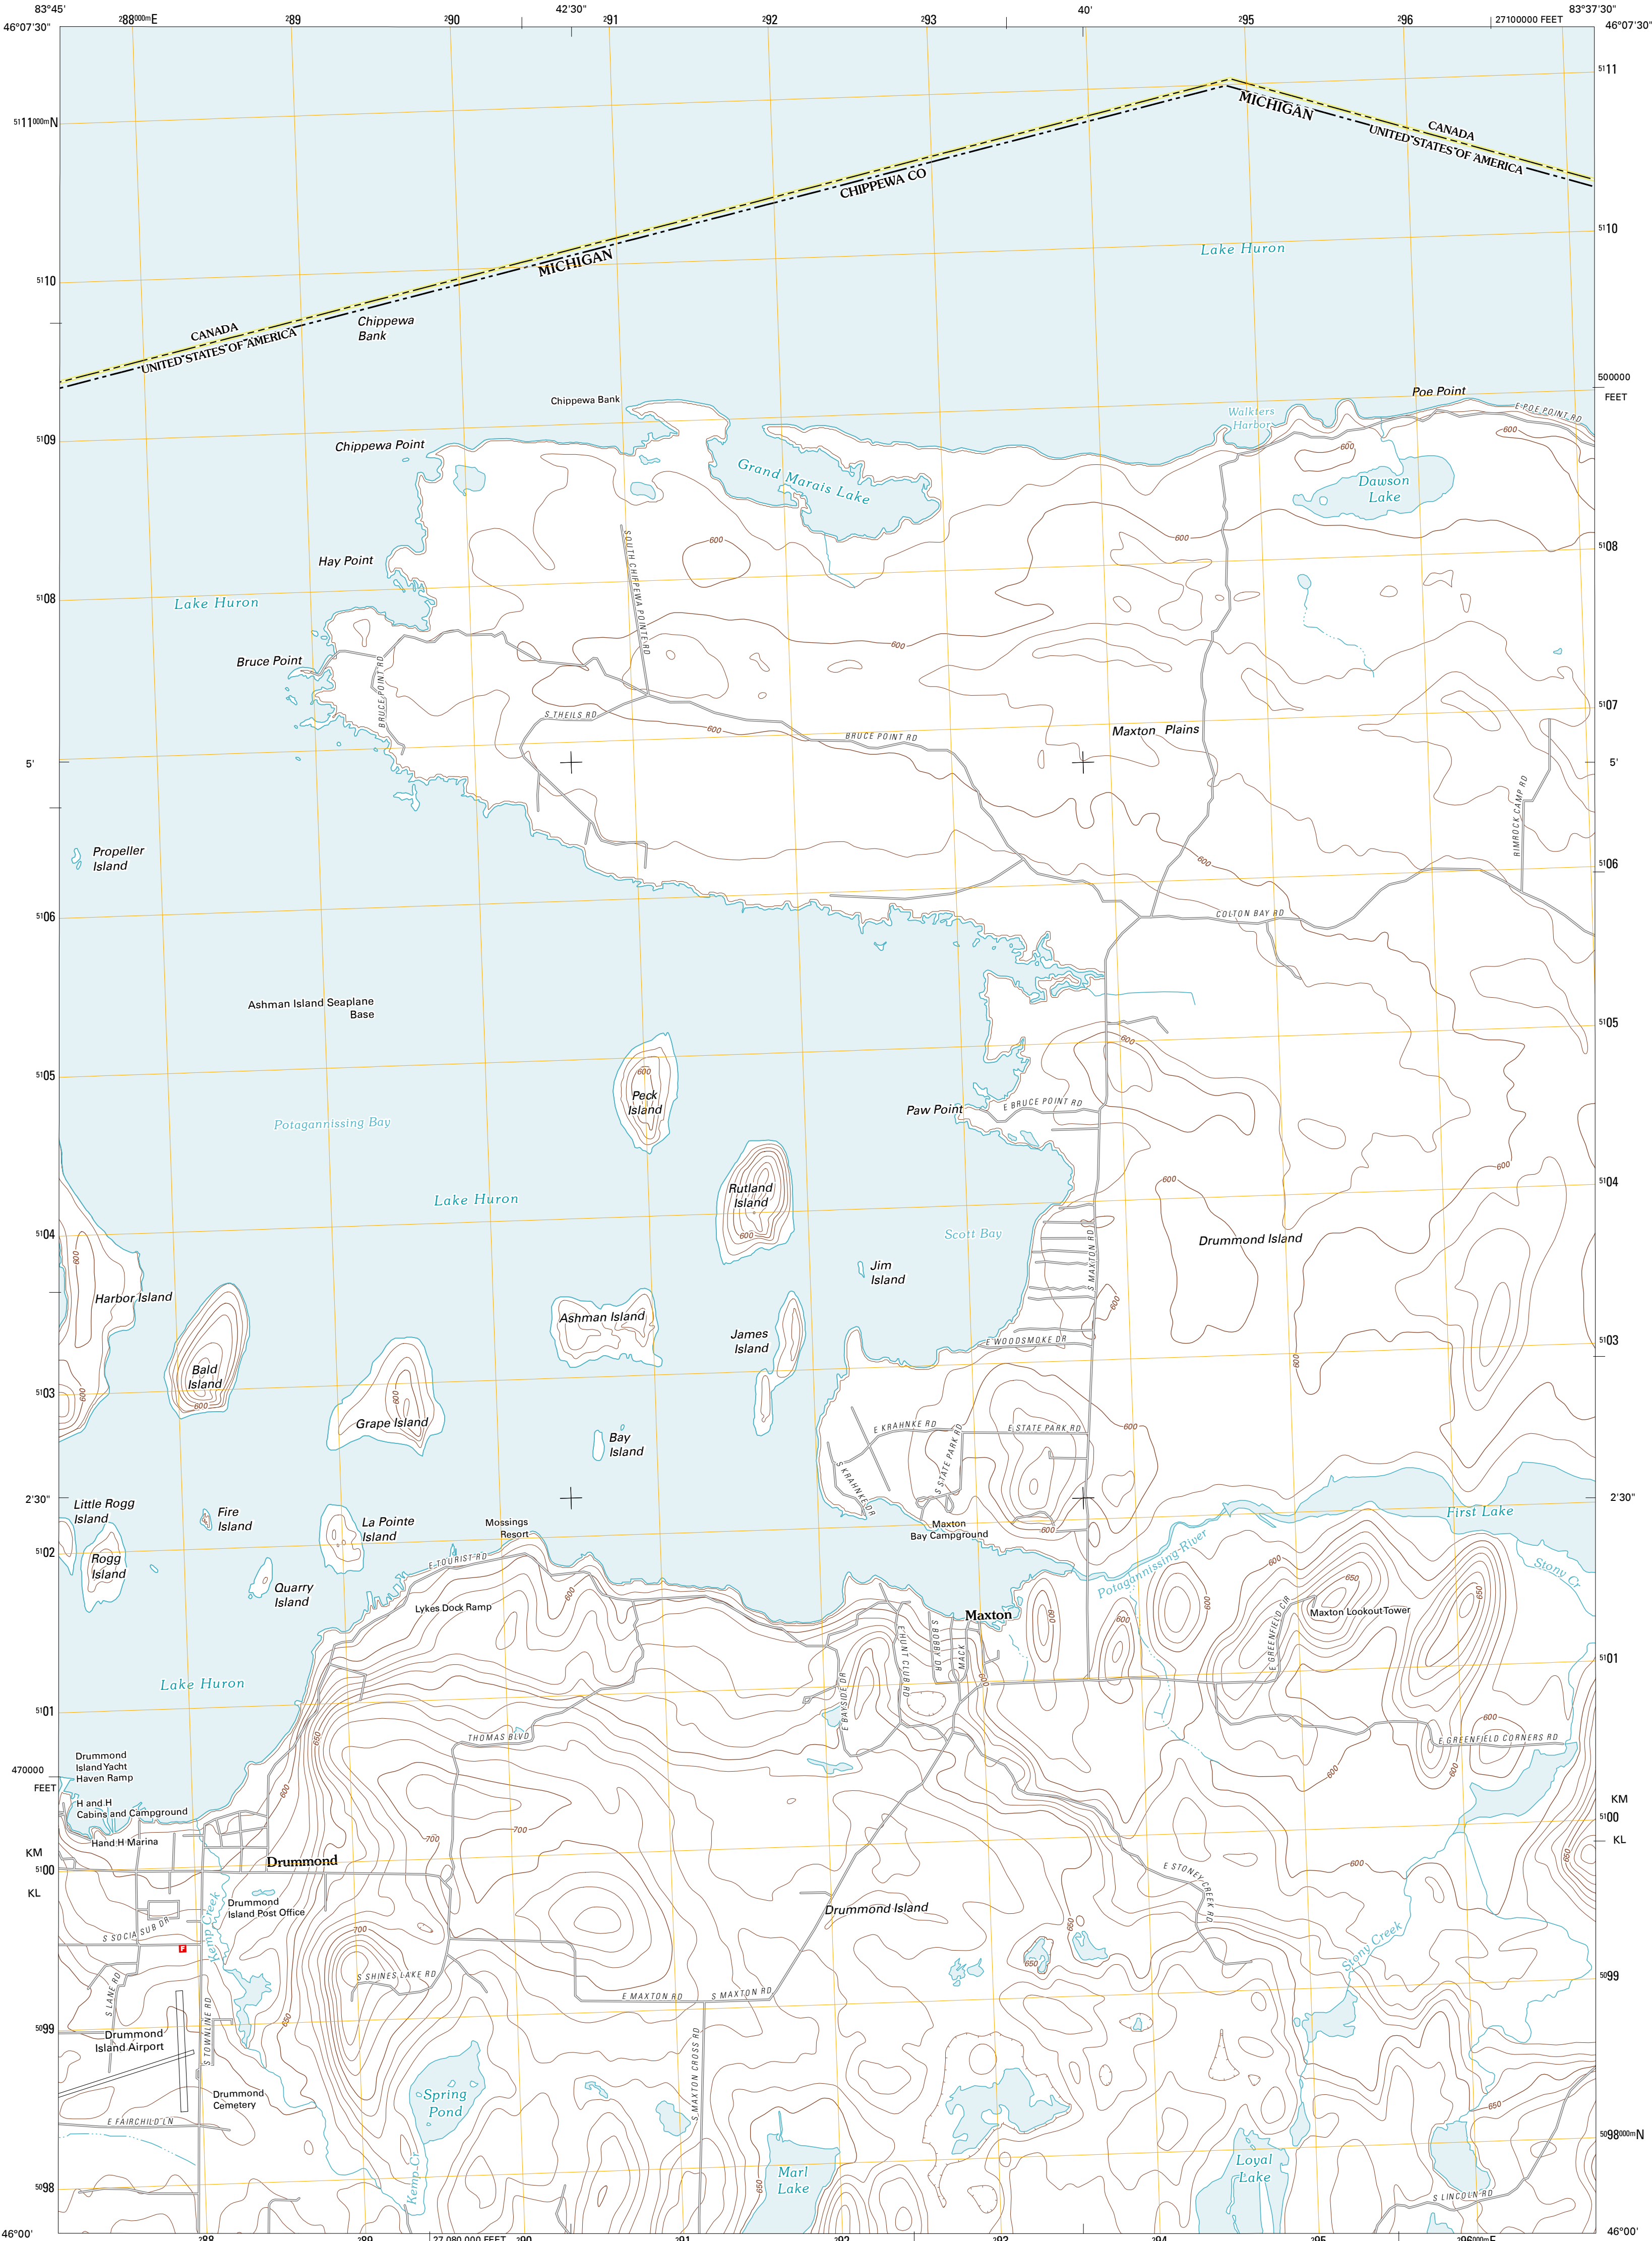 83°45'
²88⁰⁰⁰ᵐE
²89
²90
42'30"
²91
²92
²93
40'
²95
²96
27100000 FEET
83°37'30"
46°07'30"
46°07'30"
⁵¹11
⁵¹11⁰⁰⁰ᵐN
MICHIGAN
CANADA
UNITED STATES OF AMERICA
CHIPPEWA CO
⁵¹10
Lake Huron
MICHIGAN
⁵¹10
Chippewa
Bank
CANADA
UNITED STATES OF AMERICA
500000
FEET
Poe Point
Chippewa Bank
E POE POINT RD
Walkters
Harbor
⁵¹09
Chippewa Point
600
600
Grand Marais Lake
Dawson
Lake
600
600
⁵¹08
SOUTH CHIPPEWA POINTE RD
Hay Point
⁵¹08
Lake Huron
600
Bruce Point
BRUCE POINT RD
⁵¹07
S THEILS RD
600
BRUCE POINT RD
Maxton Plains
5'
5'
RIMROCK CAMP RD
Propeller
Island
600
⁵¹06
⁵¹06
COLTON BAY RD
Ashman Island Seaplane
Base
⁵¹05
600
⁵¹05
600
Peck
Island
Paw Point
E BRUCE POINT RD
Potagannissing Bay
600
600
⁵¹04
Rutland
Island
Lake Huron
600
⁵¹04
Scott Bay
Drummond Island
S MAXTON RD
600
Jim
Island
Harbor Island
600
Ashman Island
James
Island
E WOODSMOKE DR
⁵¹03
600
Bald
Island
⁵¹03
600
600
600
Grape Island
E KRAHNKE RD
E STATE PARK RD
600
Bay
Island
S KRAHNKE DR
S STATE PARK RD
2'30"
2'30"
Little Rogg
Island
Fire
Island
La Pointe
Island
Mossings
Resort
Maxton
Bay Campground
600
First Lake
Potagannissing River
⁵¹02
Rogg
Island
E TOURIST RD
600
Stony Cr
Quarry
Island
600
650
650
600
Lykes Dock Ramp
Maxton
600
600
Maxton Lookout Tower
S BOBBY DR
MACK
E HUNT CLUB RD
E GREENFIELD CIR
⁵¹01
Lake Huron
600
E BAYSIDE DR
⁵¹01
650
THOMAS BLVD
600
E GREENFIELD CORNERS RD
Drummond
Island Yacht
Haven Ramp
470000
FEET
600
600
600
H and H
Cabins and Campground
KM
⁵¹00
KL
H and H Marina
700
700
KM
⁵¹00
KL
Drummond
600
650
E STONEY CREEK RD
Drummond
Island Post Office
Kemp Creek
Drummond Island
S SOCIA SUB DR
700
650
Stony Creek
F
650
S SHINES LAKE RD
⁵⁰99
S LANE RD
E MAXTON RD
S MAXTON RD
650
⁵⁰99
Drummond
Island Airport
S TOWNLINE RD
S MAXTON CROSS RD
Drummond
Cemetery
Spring
Pond
650
E FAIRCHILD LN
⁵⁰98⁰⁰⁰ᵐN
Kemp Cr
Marl
Lake
Loyal
Lake
650
⁵⁰98
S LINCOLN RD
46°00'
46°00'
²88
²89
27 080 000 FEET
²90
²91
²92
²93
²94
²95
²96⁰⁰⁰ᵐE